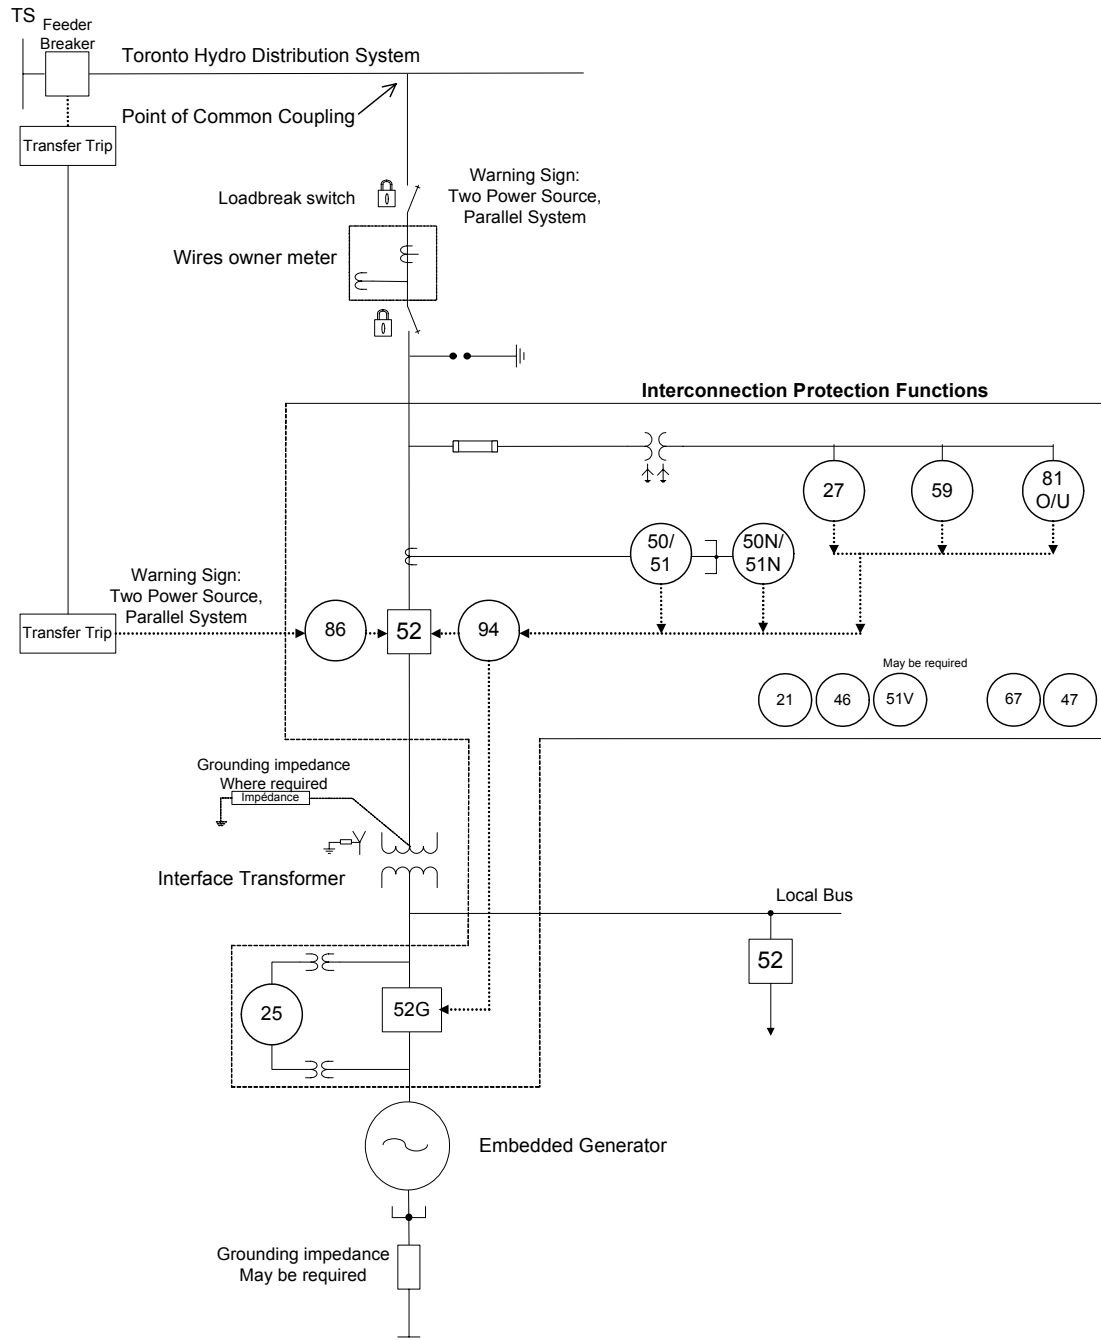 TS
Feeder
Breaker
Toronto Hydro Distribution System
Point of Common Coupling
Transfer Trip
Loadbreak switch
Warning Sign:
Two Power Source,
Parallel System
Wires owner meter
Interconnection Protection Functions
27
59
81
O/U
50/
51
50N/
51N
Warning Sign:
Two Power Source,
Parallel System
Transfer Trip
86
52
94
May be required
21
46
51V
67
47
Grounding impedance
Where required
Impédance
Interface Transformer
Local Bus
52
25
52G
Embedded Generator
Grounding impedance
May be required